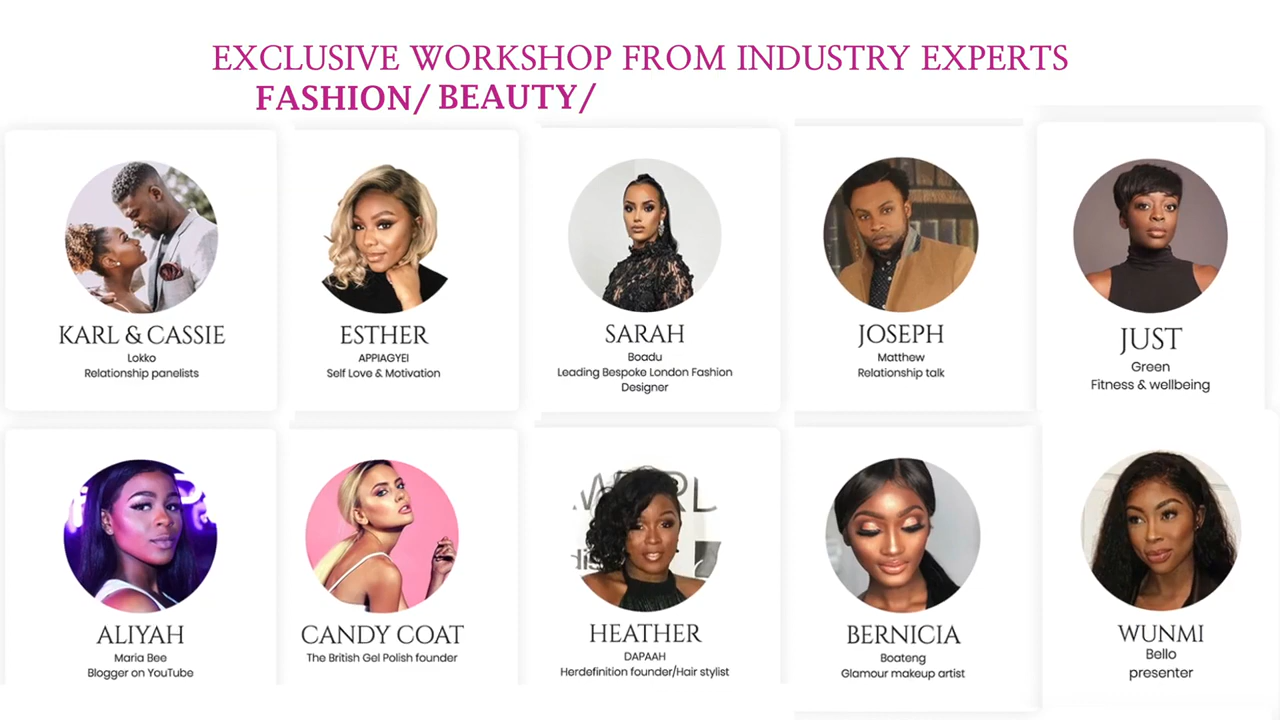 EXCLUSIVE WORKSHOP FROM INDUSTRY EXPERTS
FASHION/ BEAUTY/
KARL & CASSIE
Lokko
Relationship panelists
ESTHER
APPIAGYEI
Self Love & Motivation
SARAH
Boadu
Leading Bespoke London Fashion
Designer
JOSEPH
Matthew
Relationship talk
JUST
Green
Fitness & wellbeing
ALIYAH
Maria Bee
Blogger on YouTube
CANDY COAT
The British Gel Polish founder
HEATHER
DAPAAH
Herdefinition founder/Hair stylist
BERNICIA
Boateng
Glamour makeup artist
WUNMI
Bello
presenter